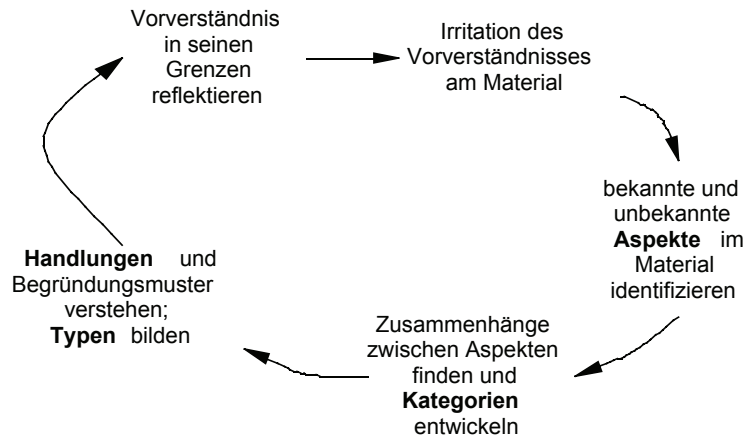 Vorverständnis
in seinen
Grenzen
reflektieren
Irritation des
Vorverständnisses
am Material
bekannte und
unbekannte
Aspekte im
Material
identifizieren
Zusammenhänge
zwischen Aspekten
finden und
Kategorien
entwickeln
Handlungen und
Begründungsmuster
verstehen;
Typen bilden